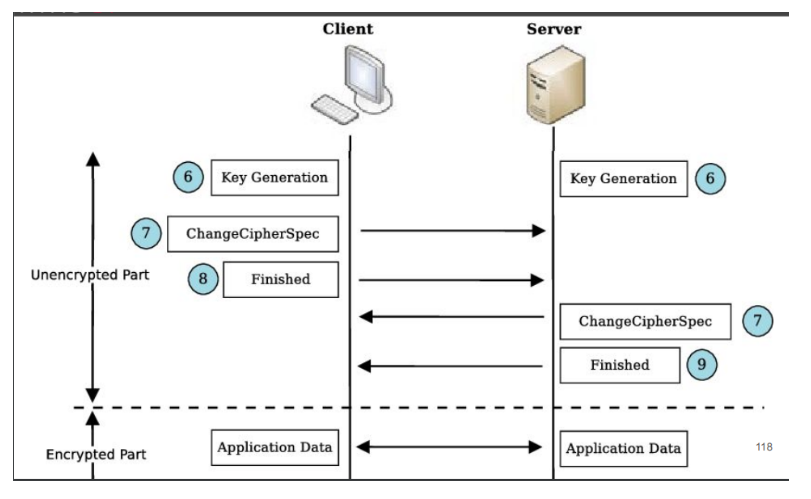 Client
Server
6 Key Generation
Key Generation 6
7 ChangeCipherSpec
Unencrypted Part
8 Finished
ChangeCipherSpec 7
Finished 9
Application Data
Application Data
118
Encrypted Part